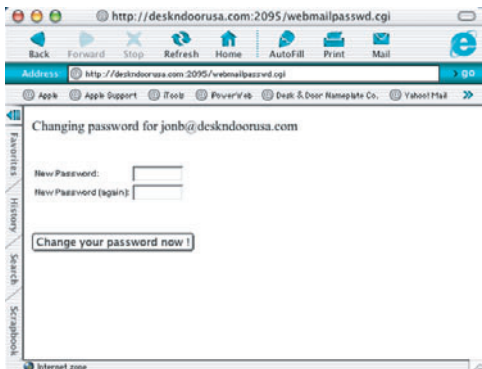 http://deskndoorusa.com:2095/webmailpasswd.cgi
Back Forward Stop Refresh Home AutoFill Print Mail
Address http://deskndoorusa.com:2095/webmailpasswd.cgi go
Apple Apple Support iTools PowerWeb Desk & Door Nameplate Co. Yahoo! Mail
Favorites
History
Search
Scrapbook
Changing password for jonb@deskndoorusa.com
New Password:
New Password (again):
Change your password now !
Internet zone